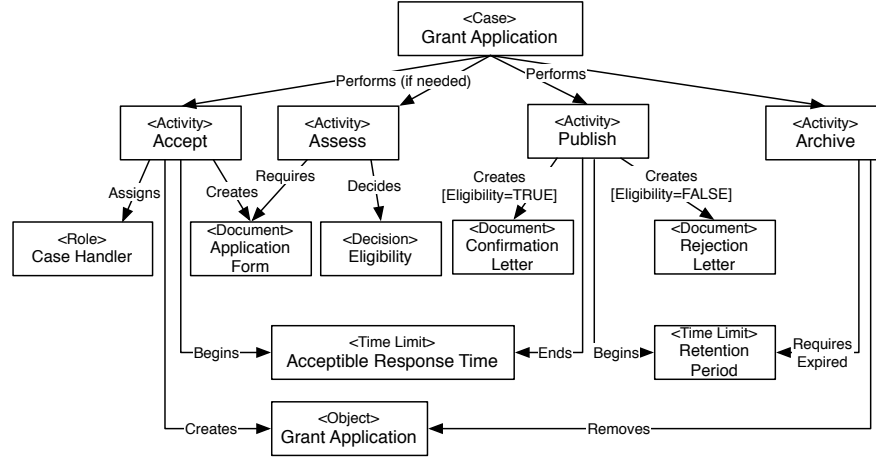 <Case>
Grant Application
Performs (if needed)
Performs
<Activity>
Accept
<Activity>
Assess
<Activity>
Publish
<Activity>
Archive
Assigns
Creates
Requires
Decides
Creates
[Eligibility=TRUE]
Creates
[Eligibility=FALSE]
<Role>
Case Handler
<Document>
Application
Form
<Decision>
Eligibility
<Document>
Confirmation
Letter
<Document>
Rejection
Letter
Begins
<Time Limit>
Acceptible Response Time
Ends
Begins
<Time Limit>
Retention
Period
Requires
Expired
Creates
<Object>
Grant Application
Removes